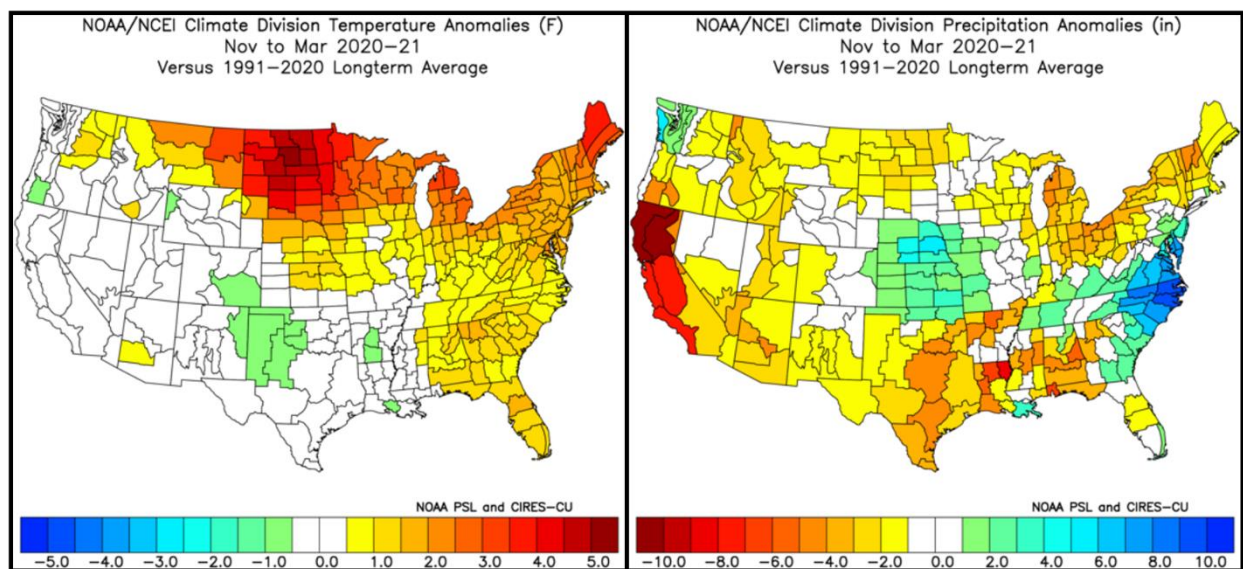 NOAA/NCEI Climate Division Temperature Anomalies (F)
Nov to Mar 2020-21
Versus 1991-2020 Longterm Average
NOAA PSL and CIRES-CU
-5.0 -4.0 -3.0 -2.0 -1.0 0.0 1.0 2.0 3.0 4.0 5.0
NOAA/NCEI Climate Division Precipitation Anomalies (in)
Nov to Mar 2020-21
Versus 1991-2020 Longterm Average
NOAA PSL and CIRES-CU
-10.0 -8.0 -6.0 -4.0 -2.0 0.0 2.0 4.0 6.0 8.0 10.0